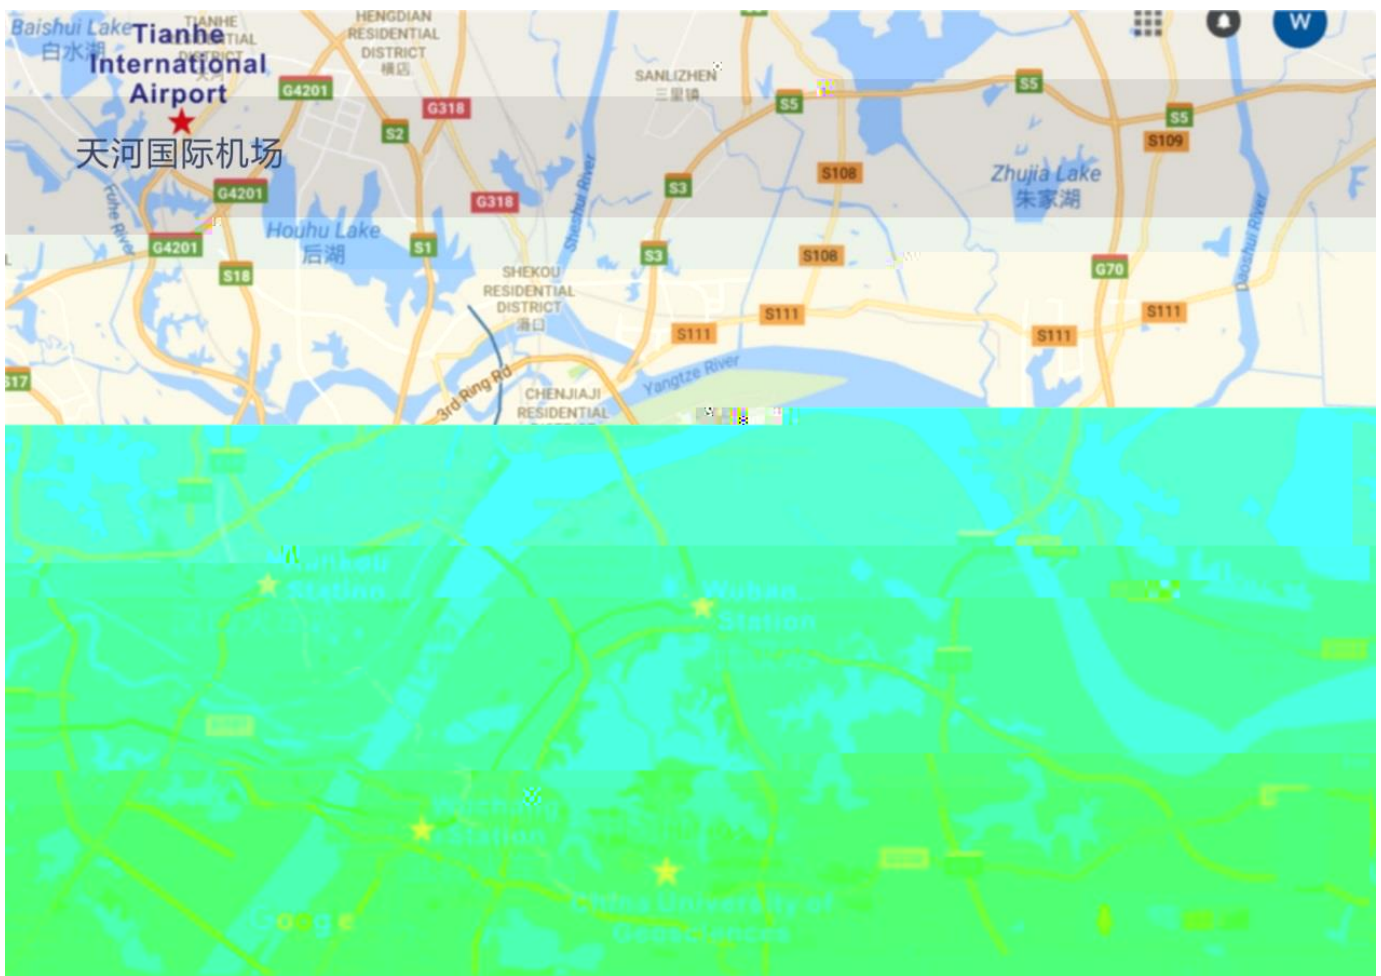 Baishui Lake
白水湖
Tianhe
International
Airport
天河国际机场
TIANHE
DISTRICT
HENGDIAN
RESIDENTIAL
DISTRICT
横店
G4201
S2
G318
SANLIZHEN
三里镇
S5
S5
S5
S109
W
G4201
G318
S3
S108
Zhujia Lake
朱家湖
Fuhe River
Sheshui River
Daoshui River
G4201
Houhu Lake
后湖
S1
S3
S108
G70
S18
SHEKOU
RESIDENTIAL
DISTRICT
滠口
S111
S111
S111
S111
S17
3rd Ring Rd
Yangtze River
CHENJIAJI
RESIDENTIAL
Station
Wuhan
Station
Wuchang
Station
China University of
Geosciences
Google